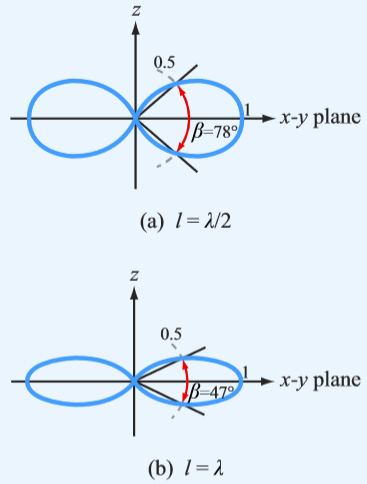 z
0.5
1
x-y plane
β=78°
(a) l = λ/2
z
0.5
1
x-y plane
β=47°
(b) l = λ